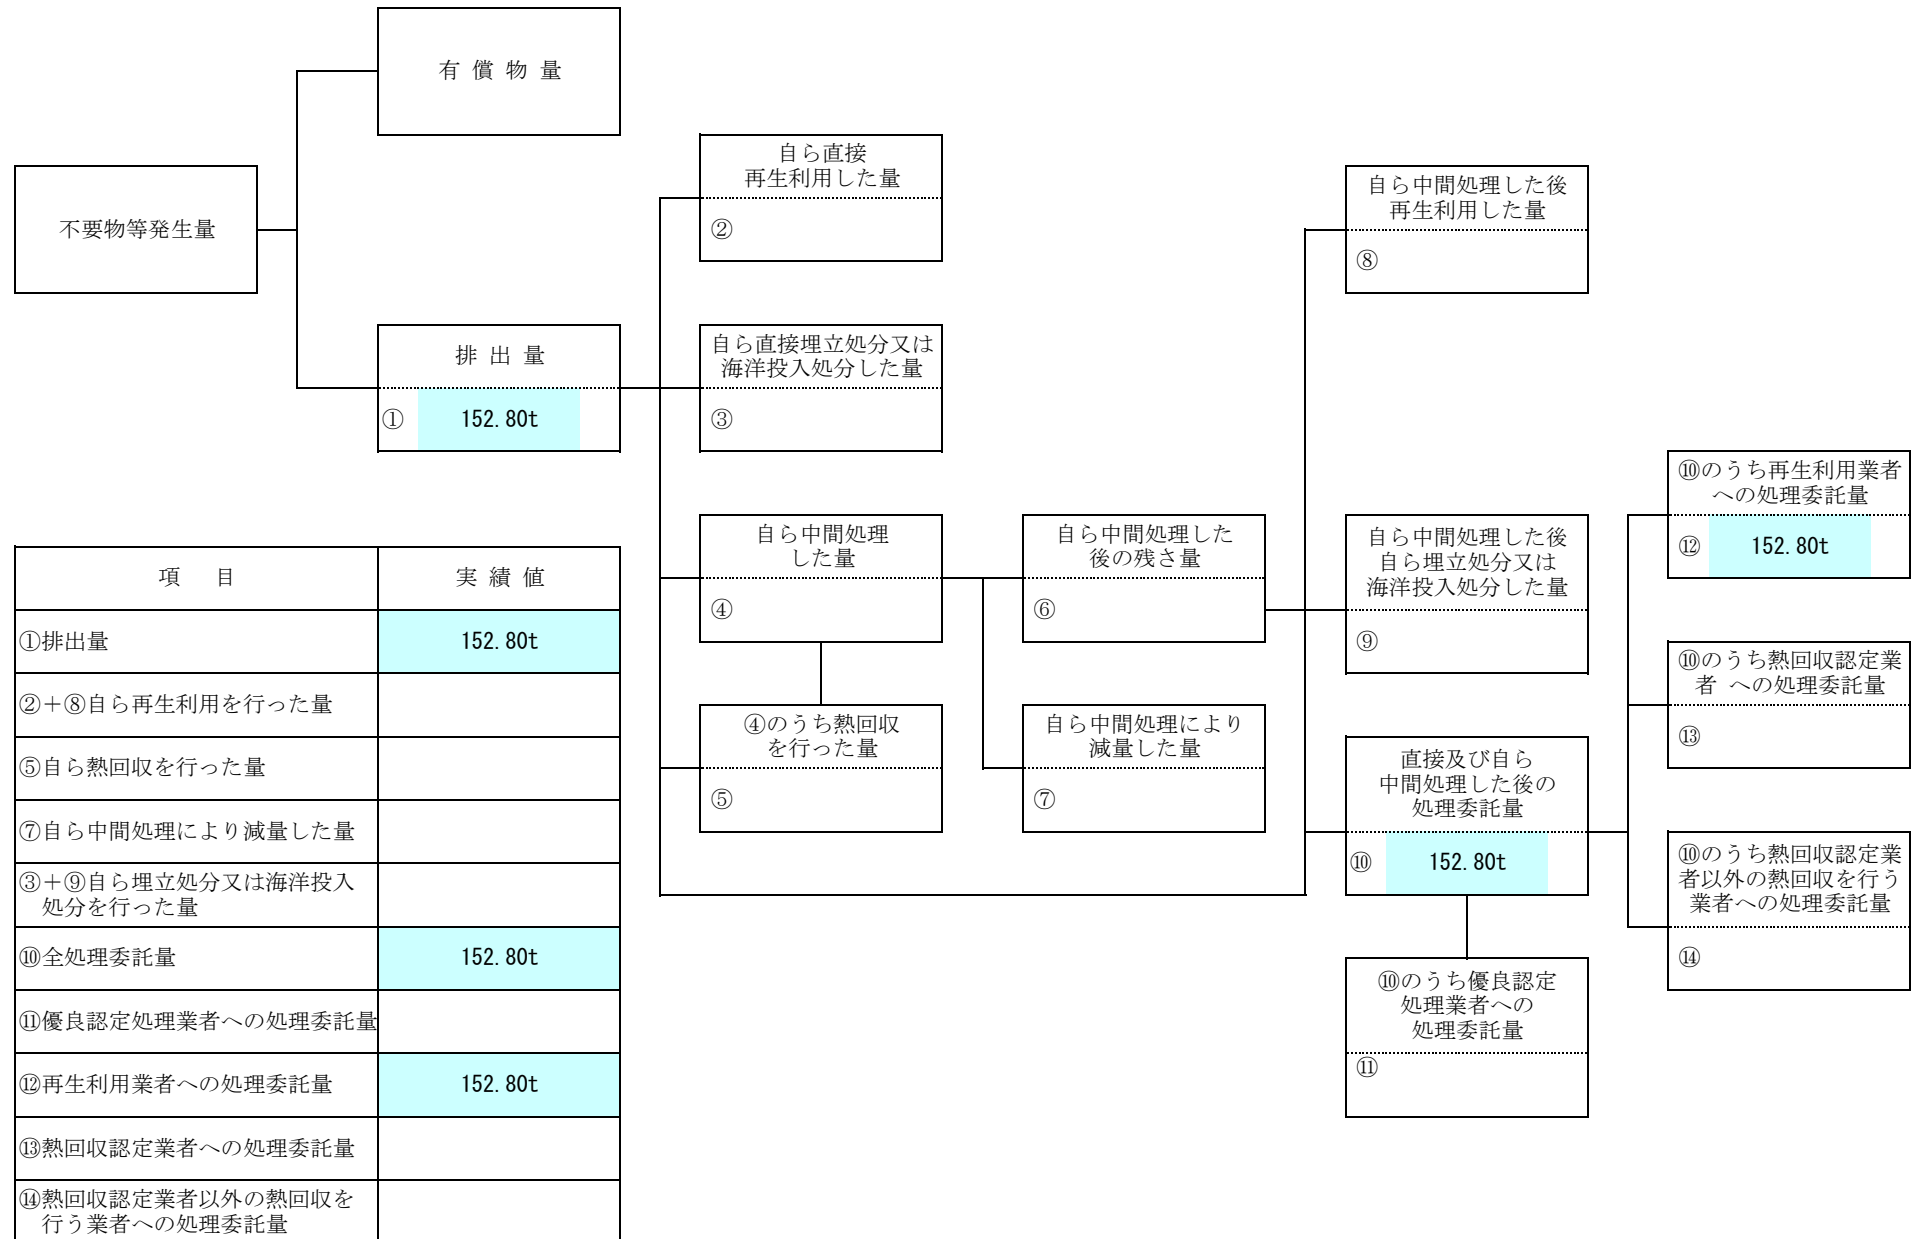 有 償 物 量
不要物等発生量
排 出 量
① 152.80t
自ら直接
再生利用した量
②
自ら直接埋立処分又は
海洋投入処分した量
③
自ら中間処理
した量
④
④のうち熱回収
を行った量
⑤
自ら中間処理した
後の残さ量
⑥
自ら中間処理により
減量した量
⑦
自ら中間処理した後
再生利用した量
⑧
自ら中間処理した後
自ら埋立処分又は
海洋投入処分した量
⑨
直接及び自ら
中間処理した後の
処理委託量
⑩ 152.80t
⑩のうち優良認定
処理業者への
処理委託量
⑪
⑩のうち再生利用業者
への処理委託量
⑫ 152.80t
⑩のうち熱回収認定業
者 への処理委託量
⑬
⑩のうち熱回収認定業
者以外の熱回収を行う
業者への処理委託量
⑭
項 目 実 績 値
①排出量 152.80t
②+⑧自ら再生利用を行った量
⑤自ら熱回収を行った量
⑦自ら中間処理により減量した量
③+⑨自ら埋立処分又は海洋投入
処分を行った量
⑩全処理委託量 152.80t
⑪優良認定処理業者への処理委託量
⑫再生利用業者への処理委託量 152.80t
⑬熱回収認定業者への処理委託量
⑭熱回収認定業者以外の熱回収を
行う業者への処理委託量